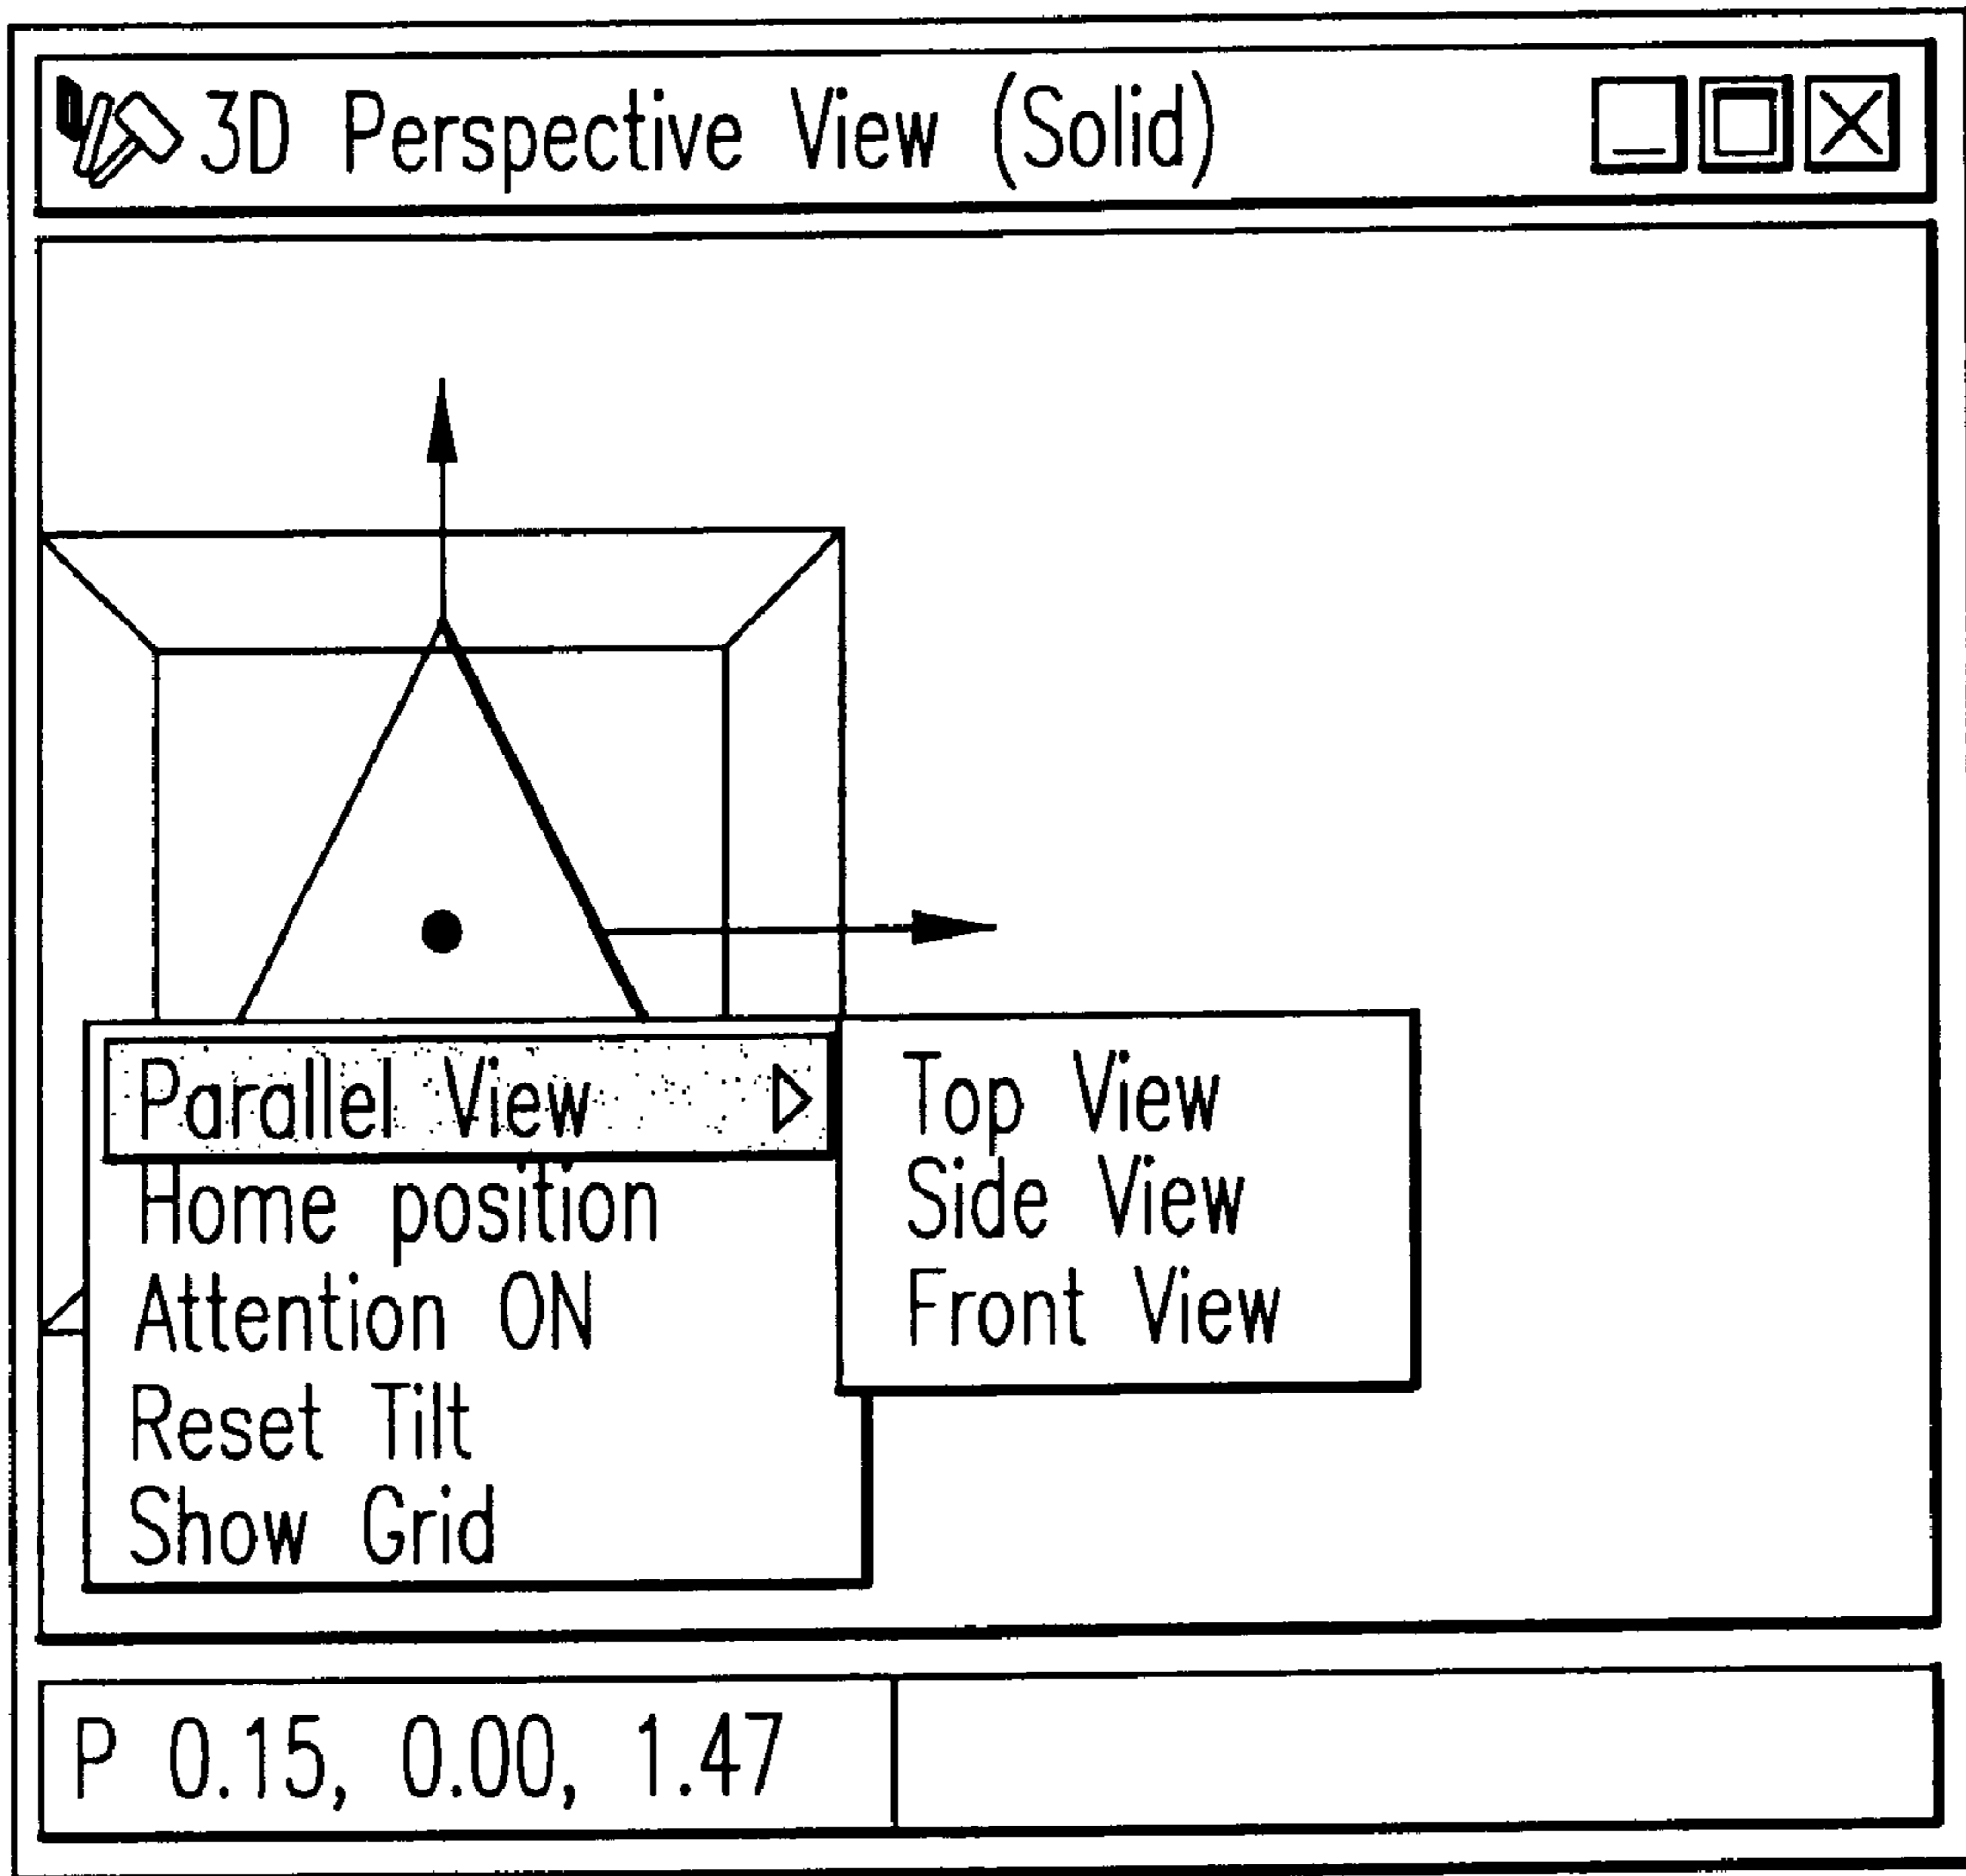 3D Perspective View (Solid)
Parallel View
Home position
Attention ON
Reset Tilt
Show Grid
Top View
Side View
Front View
P 0.15, 0.00, 1.47